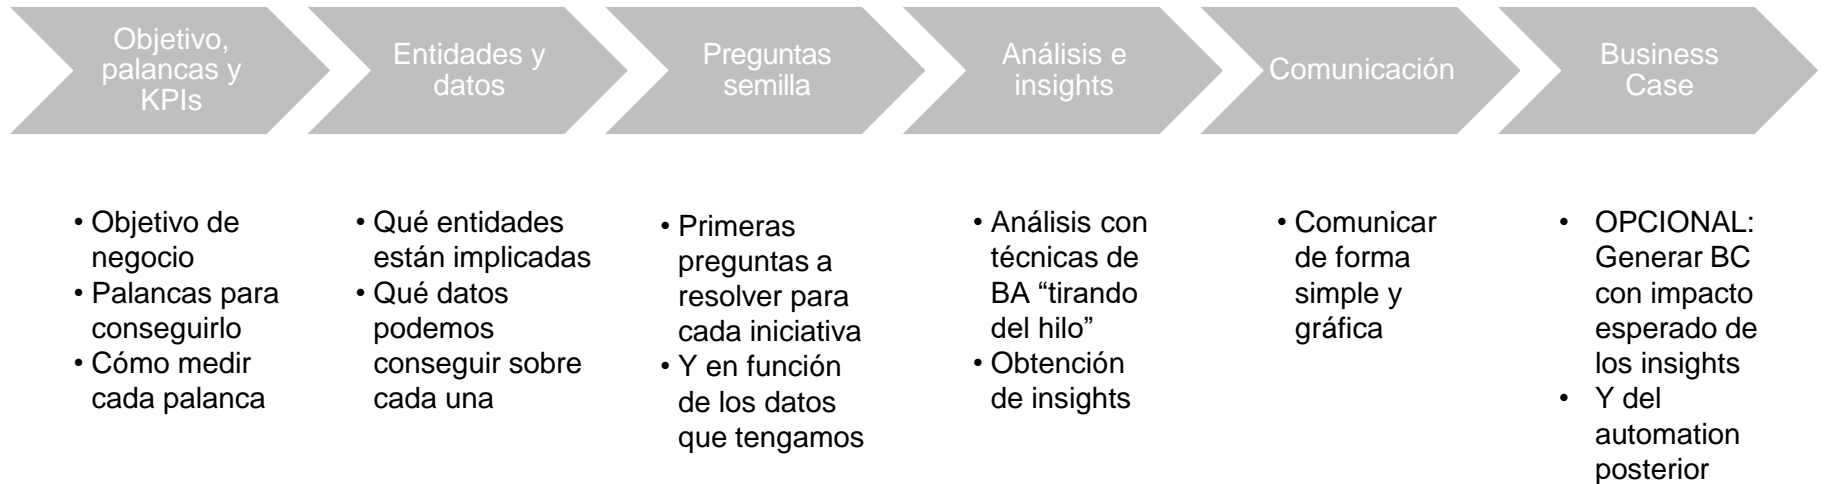 Objetivo,
palancas y
KPIs
Entidades y
datos
Preguntas
semilla
Análisis e
insights
Comunicación
Business
Case
• Objetivo de
negocio
• Palancas para
conseguirlo
• Cómo medir
cada palanca
• Qué entidades
están implicadas
• Qué datos
podemos
conseguir sobre
cada una
• Primeras
preguntas a
resolver para
cada iniciativa
• Y en función
de los datos
que tengamos
• Análisis con
técnicas de
BA “tirando
del hilo”
• Obtención
de insights
• Comunicar
de forma
simple y
gráfica
• OPCIONAL:
Generar BC
con impacto
esperado de
los insights
• Y del
automation
posterior